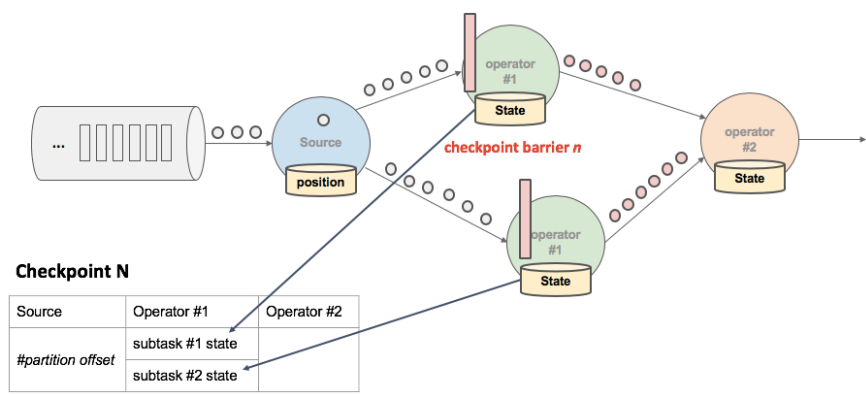 operator
#1
State
checkpoint barrier n
...
Source
position
operator
#2
State
operator
#1
State
Checkpoint N
Source
Operator #1
Operator #2
#partition offset
subtask #1 state
subtask #2 state